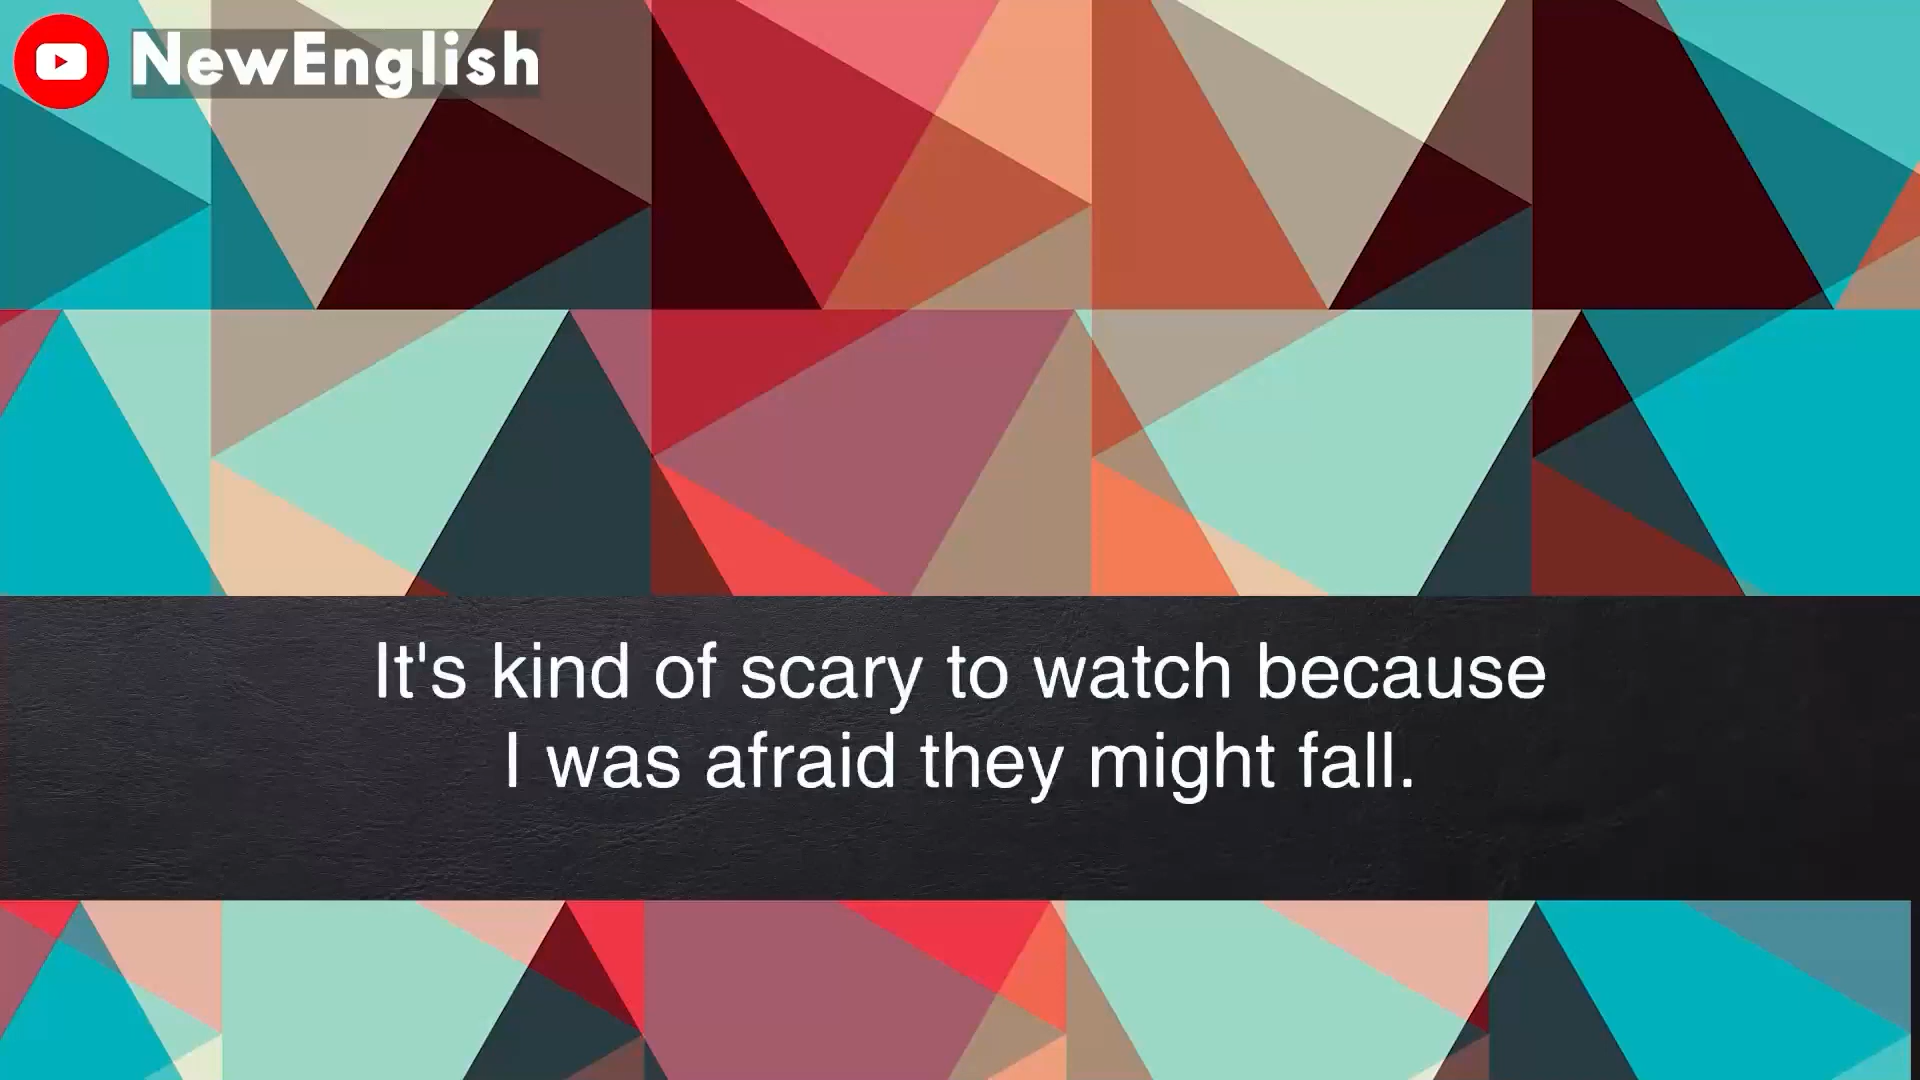 NewEnglish
It's kind of scary to watch because
I was afraid they might fall.